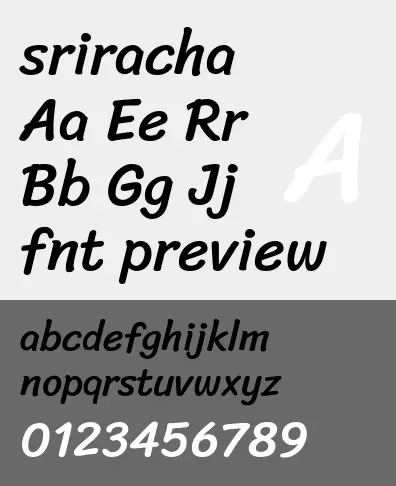 sriracha
Aa Ee Rr
A
Bb Gg Jj
fnt preview
abcdefghijklm
nopqrstuvwxyz
0123456789